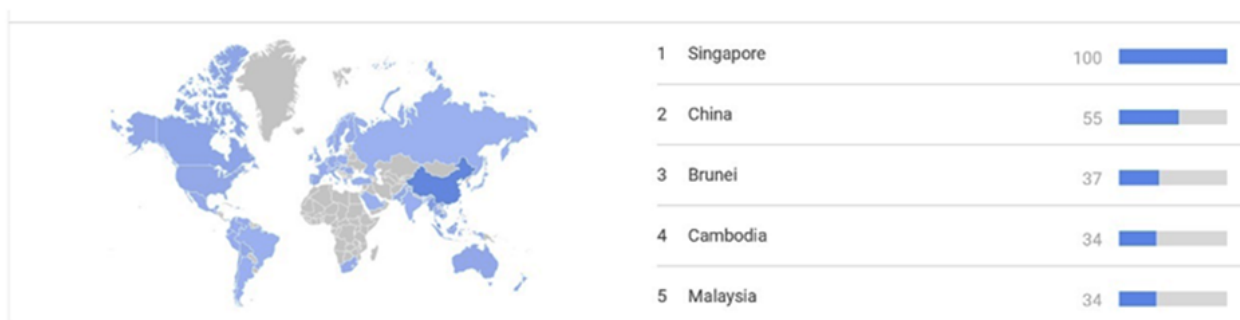 1 Singapore 100
2 China 55
3 Brunei 37
4 Cambodia 34
5 Malaysia 34